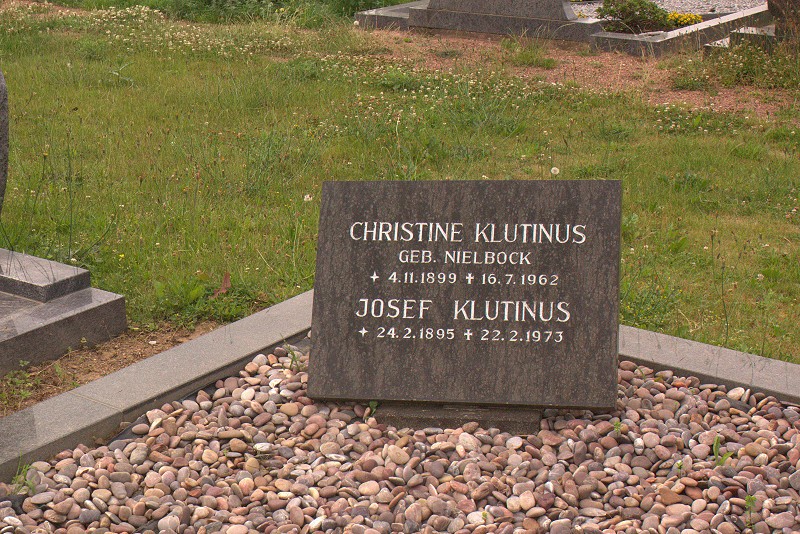 CHRISTINE KLUTINUS
GEB. NIELBOCK
✦ 4.11.1899 ✝ 16.7.1962
JOSEF KLUTINUS
✦ 24.2.1895 ✝ 22.2.1973